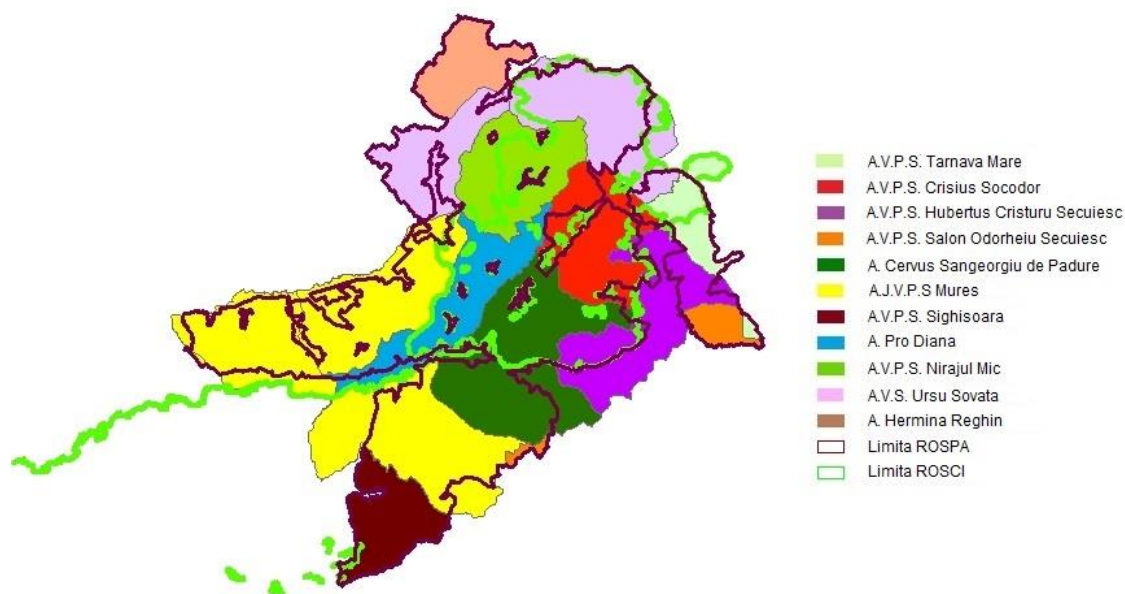 A.V.P.S. Tarnava Mare
A.V.P.S. Crisius Socodor
A.V.P.S. Hubertus Cristuru Secuiesc
A.V.P.S. Salon Odorheiu Secuiesc
A. Cervus Sangeorgiu de Padure
A.J.V.P.S Mures
A.V.P.S. Sighisoara
A. Pro Diana
A.V.P.S. Nirajul Mic
A.V.S. Ursu Sovata
A. Hermina Reghin
Limita ROSPA
Limita ROSCI